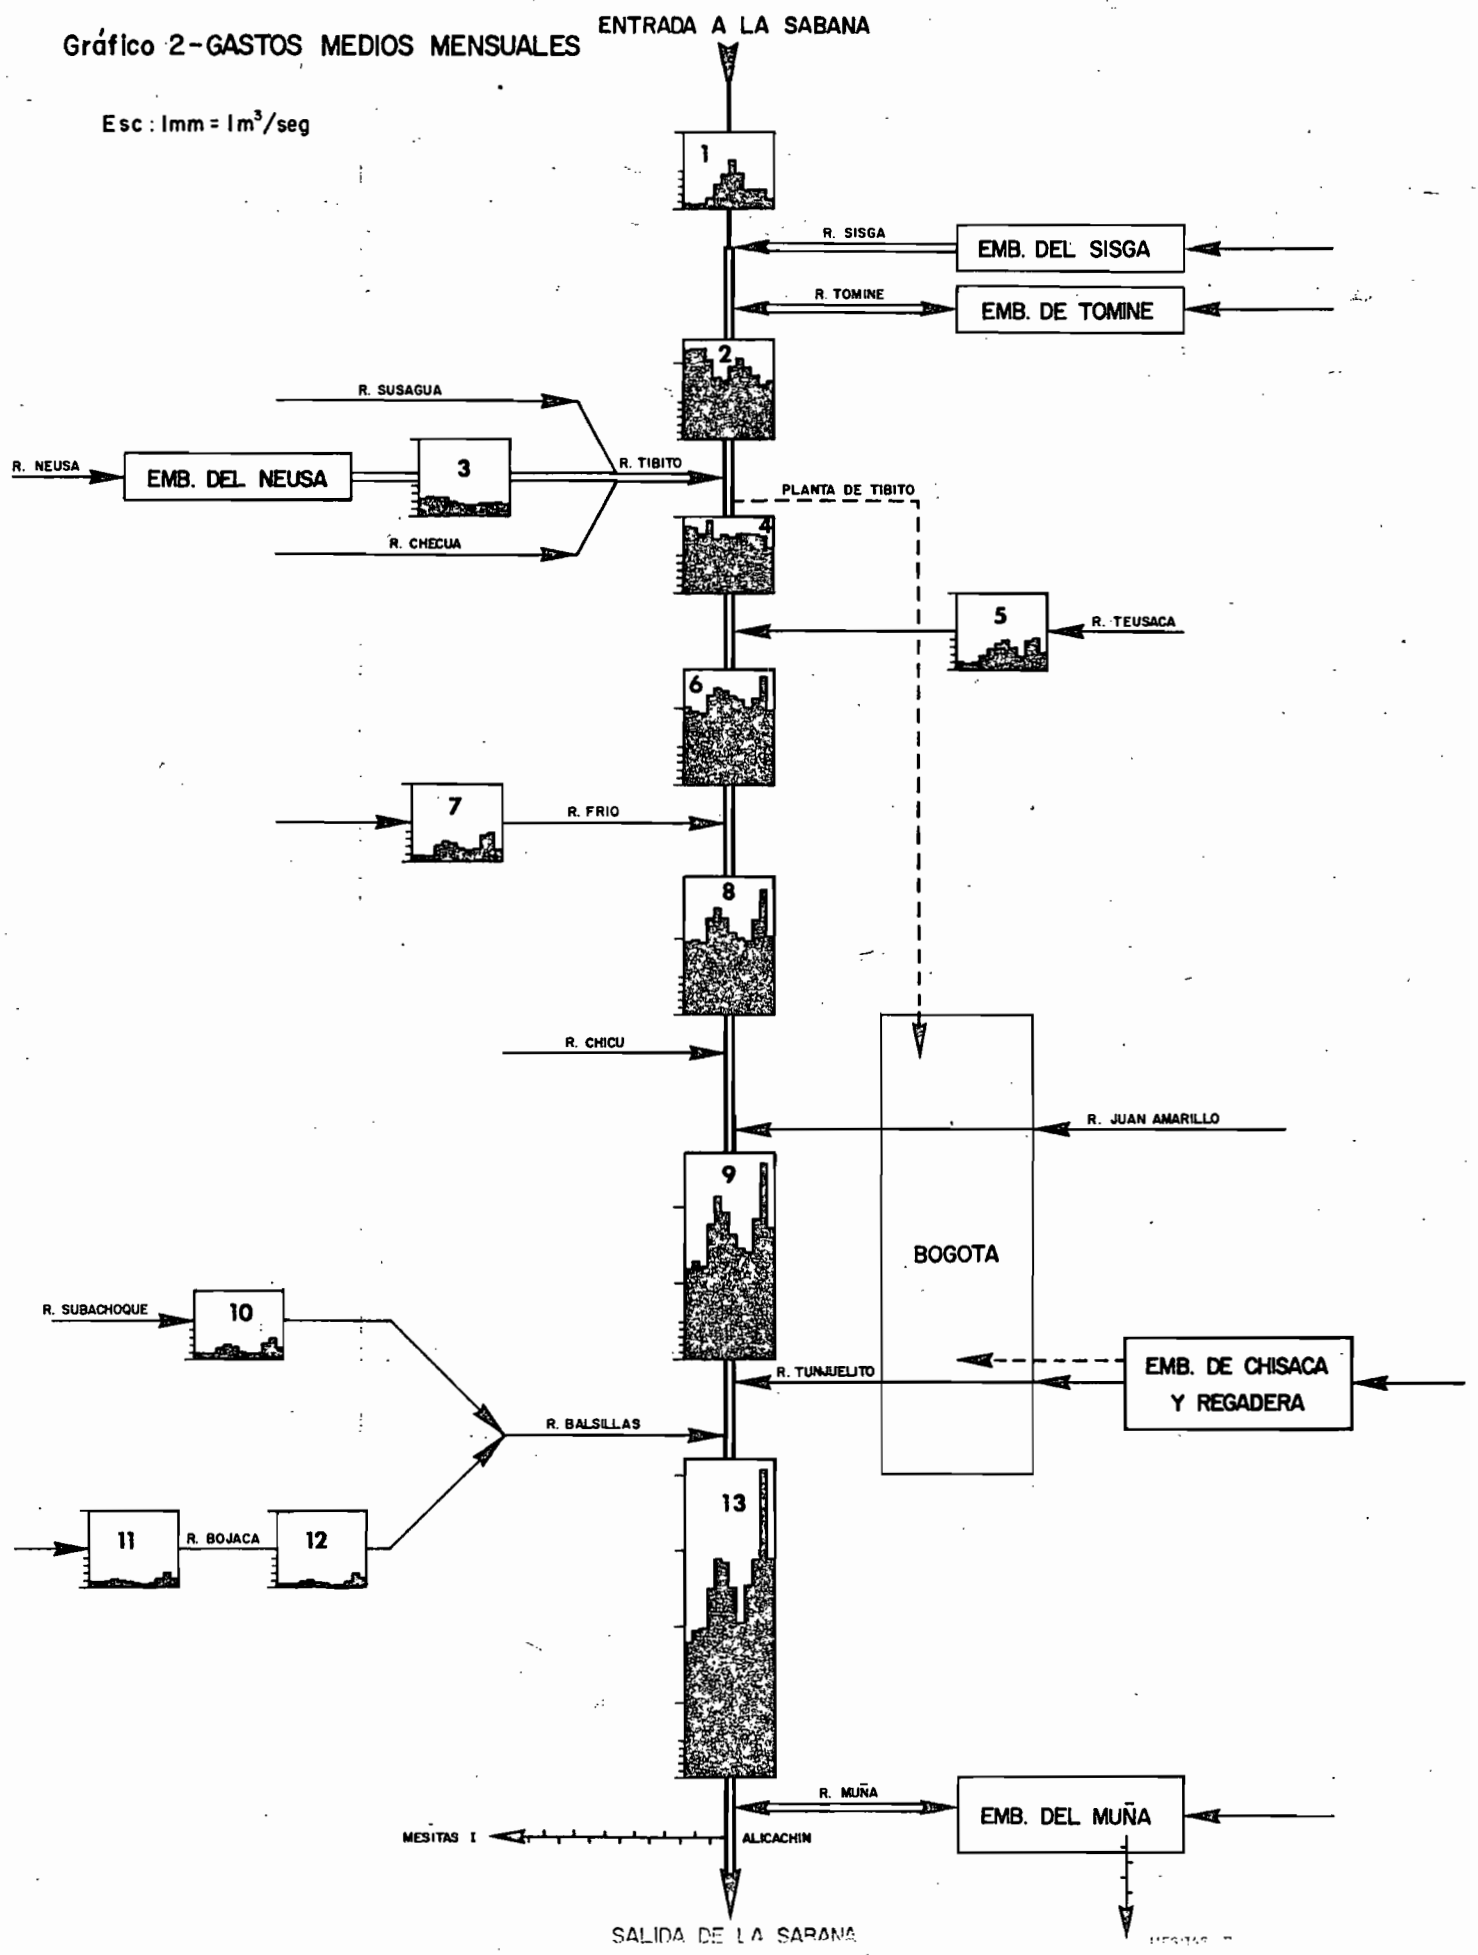 ENTRADA A LA SABANA
Gráfico 2-GASTOS MEDIOS MENSUALES
Esc : 1mm = 1m³/seg
1
R. SISGA
EMB. DEL SISGA
R. TOMINE
EMB. DE TOMINE
2
R. SUSAGUA
R. NEUSA
EMB. DEL NEUSA
3
R. TIBITO
PLANTA DE TIBITO
4
R. CHECUA
5
R. TEUSACA
6
7
R. FRIO
8
R. CHICU
R. JUAN AMARILLO
9
BOGOTA
R. SUBACHOQUE
10
R. TUNJUELITO
EMB. DE CHISACA
Y REGADERA
R. BALSILLAS
13
11
R. BOJACA
12
R. MUÑA
EMB. DEL MUÑA
MESITAS I
ALICACHIN
SALIDA DE LA SABANA